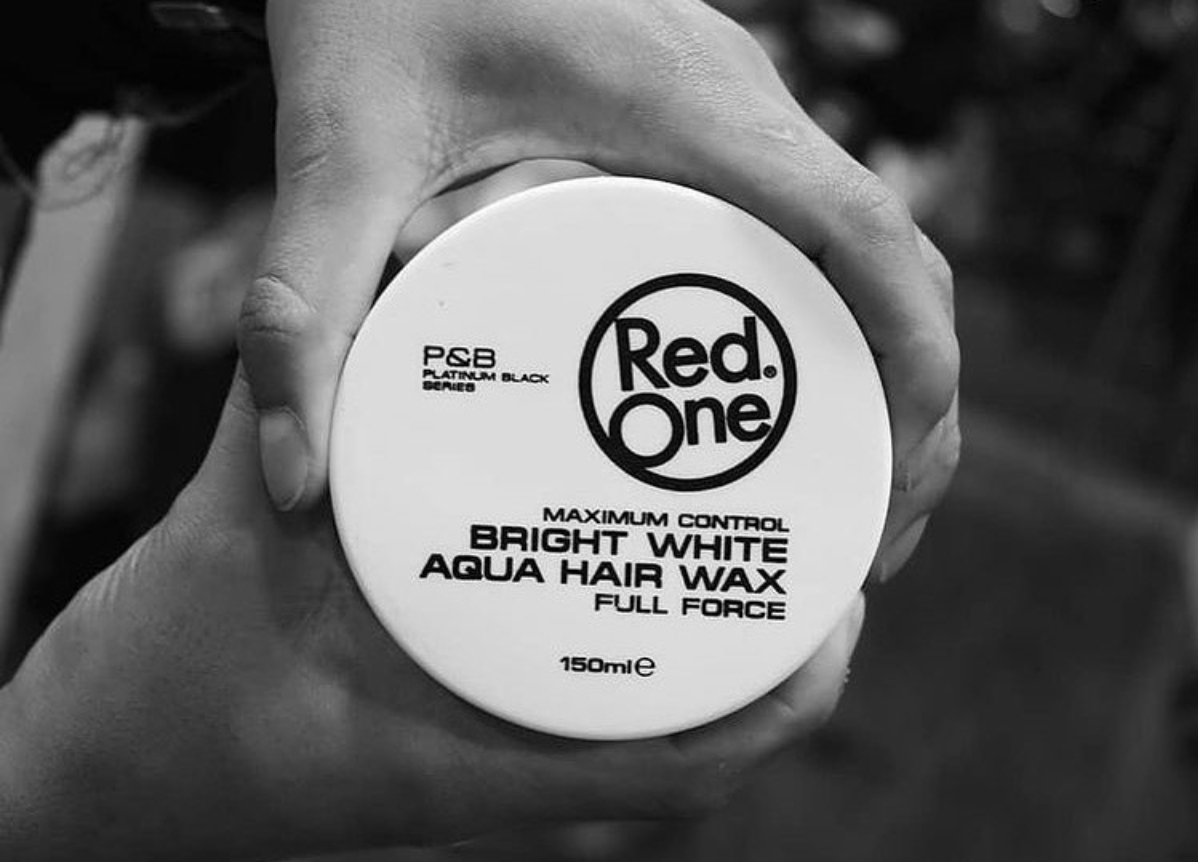 P&B
PLATINUM BLACK
SERIES
Red.®
One
MAXIMUM CONTROL
BRIGHT WHITE
AQUA HAIR WAX
FULL FORCE
150ml℮